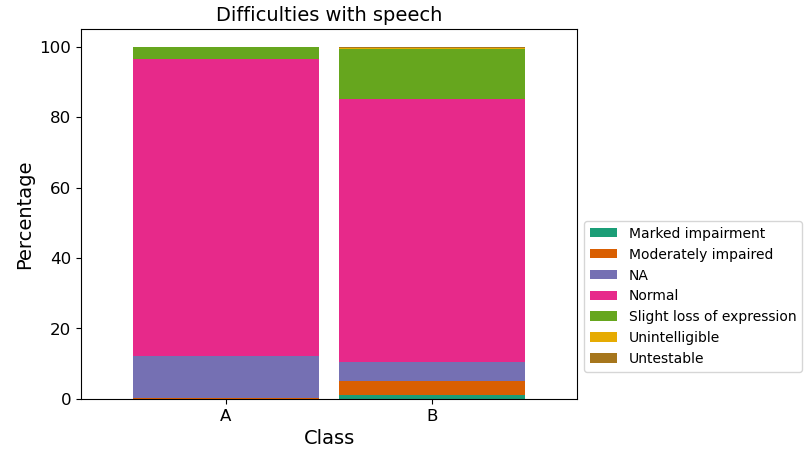 Difficulties with speech
100
80
60
40
20
0
Percentage
A
B
Class
Marked impairment
Moderately impaired
NA
Normal
Slight loss of expression
Unintelligible
Untestable